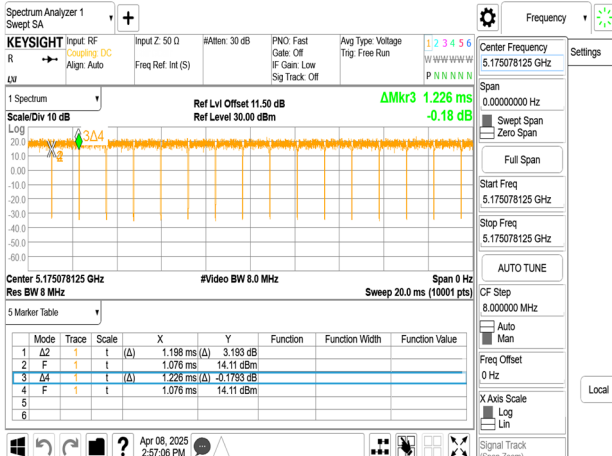 Spectrum Analyzer 1
Swept SA
Frequency
KEYSIGHT
R
Input: RF
Coupling: DC
Align: Auto
Input Z: 50 Ω
Freq Ref: Int (S)
#Atten: 30 dB
PNO: Fast
Gate: Off
IF Gain: Low
Sig Track: Off
Avg Type: Voltage
Trig: Free Run
1 2 3 4 5 6
W W W W W W
P N N N N N
LXI
1 Spectrum
Scale/Div 10 dB
Ref Lvl Offset 11.50 dB
Ref Level 30.00 dBm
ΔMkr3 1.226 ms
-0.18 dB
Log
20.0
10.0
0.00
-10.0
-20.0
-30.0
-40.0
-50.0
-60.0
3Δ4
Center 5.175078125 GHz
Res BW 8 MHz
#Video BW 8.0 MHz
Span 0 Hz
Sweep 20.0 ms (10001 pts)
5 Marker Table
Mode Trace Scale X Y Function Function Width Function Value
1 Δ2 1 t (Δ) 1.198 ms (Δ) 3.193 dB
2 F 1 t 1.076 ms 14.11 dBm
3 Δ4 1 t (Δ) 1.226 ms (Δ) -0.1793 dB
4 F 1 t 1.076 ms 14.11 dBm
5
6
?
Apr 08, 2025
2:57:06 PM
Center Frequency
5.175078125 GHz
Settings
Span
0.00000000 Hz
Swept Span
Zero Span
Full Span
Start Freq
5.175078125 GHz
Stop Freq
5.175078125 GHz
AUTO TUNE
CF Step
8.000000 MHz
Auto
Man
Freq Offset
0 Hz
Local
X Axis Scale
Log
Lin
Signal Track
(Span Zoom)